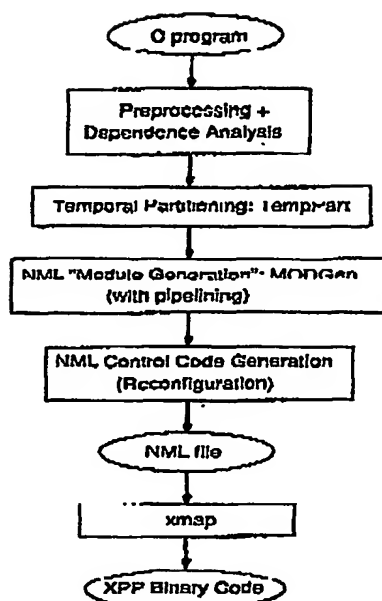 C program
Preprocessing +
Dependence Analysis
Temporal Partitioning: TempPart
NML "Module Generation": MODGen
(with pipelining)
NML Control Code Generation
(Reconfiguration)
NML file
xmap
XPP Binary Code